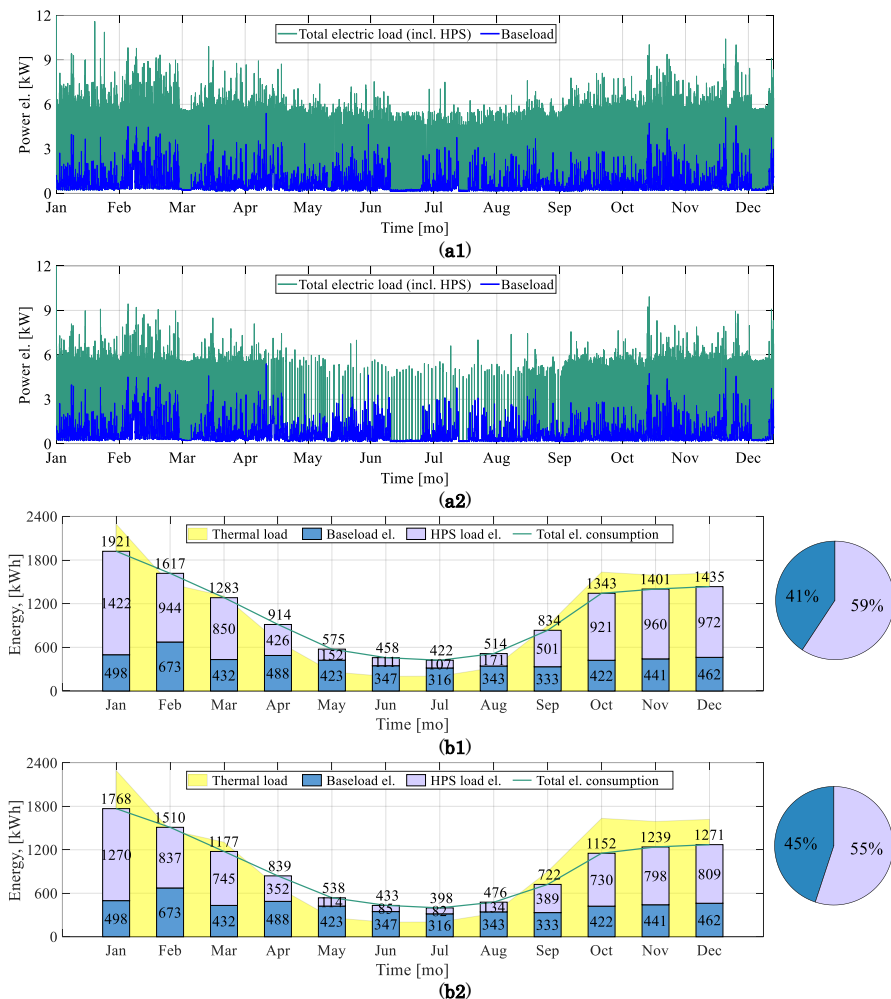 12
Total electric load (incl. HPS) Baseload
9
6
3
0
Power el. [kW]
Jan Feb Mar Apr May Jun Jul Aug Sep Oct Nov Dec
Time [mo]
(a1)
12
Total electric load (incl. HPS) Baseload
9
6
3
0
Power el. [kW]
Jan Feb Mar Apr May Jun Jul Aug Sep Oct Nov Dec
Time [mo]
(a2)
2400
1800
1200
600
0
Energy, [kWh]
Thermal load Baseload el. HPS load el. Total el. consumption
1921 1617 1283 914 575 458 422 514 834 1343 1401 1435
1422 944 850 426 152 111 107 171 501 921 960 972
498 673 432 488 423 347 316 343 333 422 441 462
Jan Feb Mar Apr May Jun Jul Aug Sep Oct Nov Dec
Time [mo]
41% 59%
(b1)
2400
1800
1200
600
0
Energy, [kWh]
Thermal load Baseload el. HPS load el. Total el. consumption
1768 1510 1177 839 538 433 398 476 722 1152 1239 1271
1270 837 745 352 114 85 82 134 389 730 798 809
498 673 432 488 423 347 316 343 333 422 441 462
Jan Feb Mar Apr May Jun Jul Aug Sep Oct Nov Dec
Time [mo]
45% 55%
(b2)